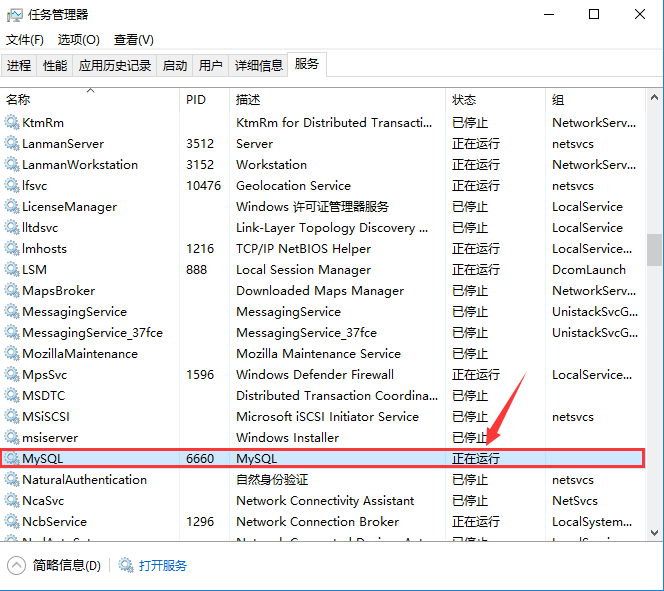 任务管理器
文件(F) 选项(O) 查看(V)
进程 性能 应用历史记录 启动 用户 详细信息 服务
名称 PID 描述 状态 组
KtmRm KtmRm for Distributed Transacti... 已停止 NetworkServ...
LanmanServer 3512 Server 正在运行 netsvcs
LanmanWorkstation 3152 Workstation 正在运行 NetworkServ...
lfsvc 10476 Geolocation Service 正在运行 netsvcs
LicenseManager Windows 许可证管理器服务 已停止 LocalService
lltdsvc Link-Layer Topology Discovery ... 已停止 LocalService
lmhosts 1216 TCP/IP NetBIOS Helper 正在运行 LocalService...
LSM 888 Local Session Manager 正在运行 DcomLaunch
MapsBroker Downloaded Maps Manager 已停止 NetworkServ...
MessagingService MessagingService 已停止 UnistackSvcG...
MessagingService_37fce MessagingService_37fce 已停止 UnistackSvcG...
MozillaMaintenance Mozilla Maintenance Service 已停止
MpsSvc 1596 Windows Defender Firewall 正在运行 LocalService...
MSDTC Distributed Transaction Coordina... 已停止
MSiSCSI Microsoft iSCSI Initiator Service 已停止 netsvcs
msiserver Windows Installer 已停止
MySQL 6660 MySQL 正在运行
NaturalAuthentication 自然身份验证 已停止 netsvcs
NcaSvc Network Connectivity Assistant 已停止 NetSvcs
NcbService 1296 Network Connection Broker 正在运行 LocalSystem...
简略信息(D) 打开服务